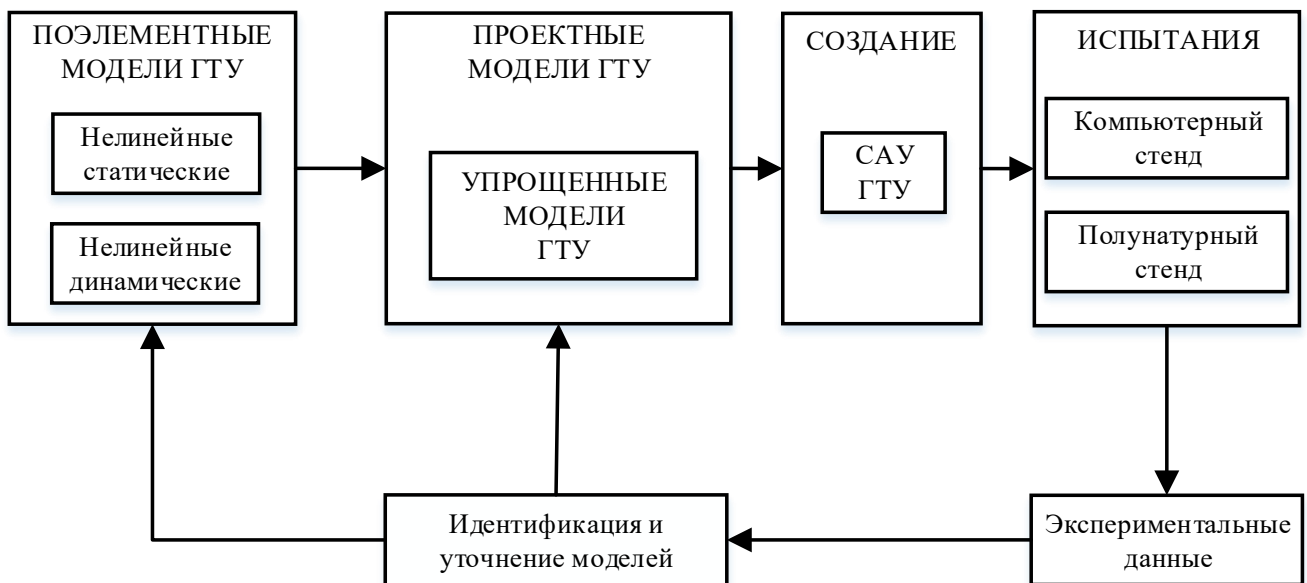 ПОЭЛЕМЕНТНЫЕ
МОДЕЛИ ГТУ
Нелинейные
статические
Нелинейные
динамические
ПРОЕКТНЫЕ
МОДЕЛИ ГТУ
УПРОЩЕННЫЕ
МОДЕЛИ
ГТУ
СОЗДАНИЕ
САУ
ГТУ
ИСПЫТАНИЯ
Компьютерный
стенд
Полунатурный
стенд
Идентификация и
уточнение моделей
Экспериментальные
данные